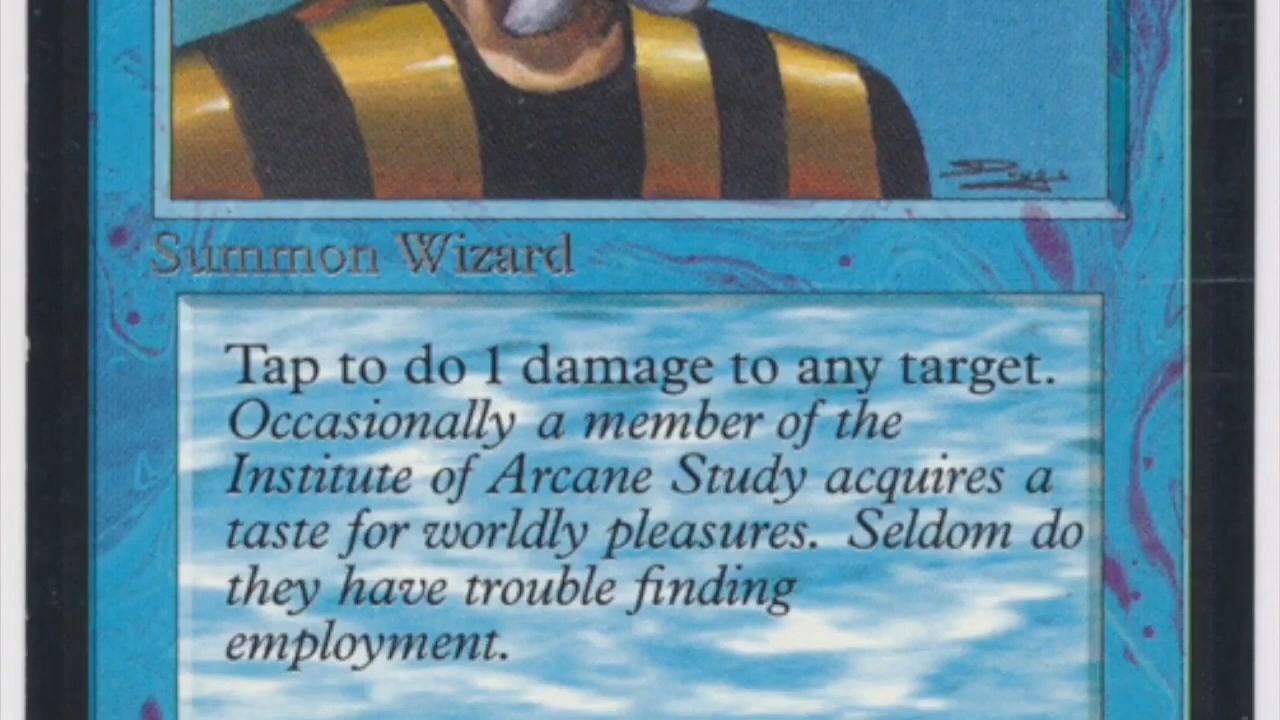 Summon Wizard
Tap to do 1 damage to any target.
Occasionally a member of the
Institute of Arcane Study acquires a
taste for worldly pleasures. Seldom do
they have trouble finding
employment.